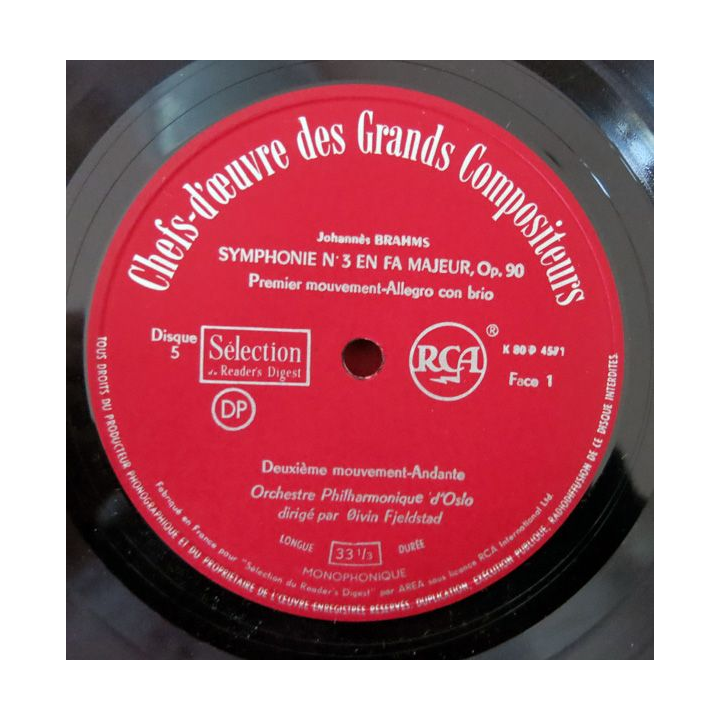 Chefs-d'œuvre des Grands Compositeurs
Johannès BRAHMS
SYMPHONIE N° 3 EN FA MAJEUR, Op. 90
Premier mouvement-Allegro con brio
Disque
5
Sélection
du Reader's Digest
DP
RCA
®
K 80-P 4571
Face 1
Deuxième mouvement-Andante
Orchestre Philharmonique d'Oslo
dirigé par Øivin Fjeldstad
LONGUE 33 1/3 DURÉE
MONOPHONIQUE
Fabriqué en France pour "Sélection du Reader's Digest" par AREA sous licence RCA International Ltd.
TOUS DROITS DU PRODUCTEUR PHONOGRAPHIQUE ET DU PROPRIÉTAIRE DE L'ŒUVRE ENREGISTRÉE RÉSERVÉS. DUPLICATION, EXÉCUTION PUBLIQUE, RADIODIFFUSION DE CE DISQUE INTERDITES.